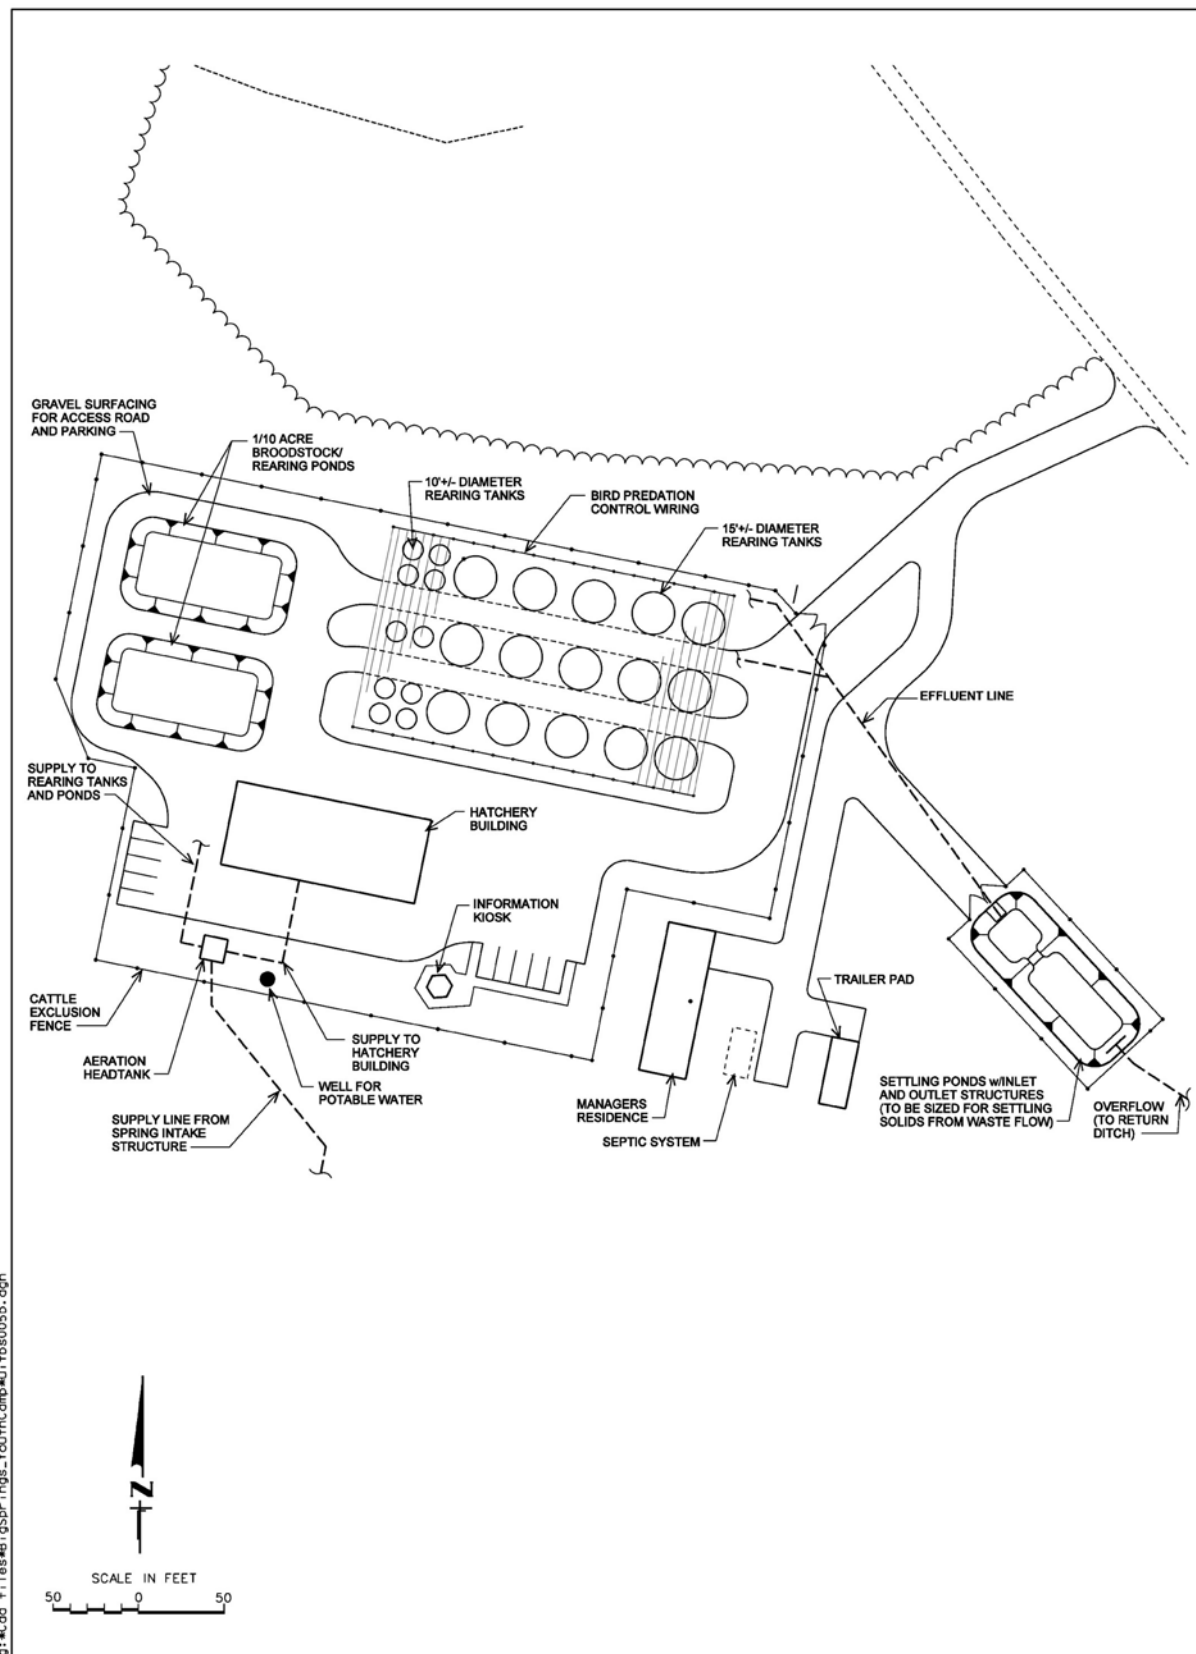 GRAVEL SURFACING
FOR ACCESS ROAD
AND PARKING
1/10 ACRE
BROODSTOCK/
REARING PONDS
10'+/- DIAMETER
REARING TANKS
BIRD PREDATION
CONTROL WIRING
15'+/- DIAMETER
REARING TANKS
EFFLUENT LINE
SUPPLY TO
REARING TANKS
AND PONDS
HATCHERY
BUILDING
INFORMATION
KIOSK
TRAILER PAD
CATTLE
EXCLUSION
FENCE
AERATION
HEADTANK
SUPPLY TO
HATCHERY
BUILDING
WELL FOR
POTABLE WATER
SUPPLY LINE FROM
SPRING INTAKE
STRUCTURE
MANAGERS
RESIDENCE
SEPTIC SYSTEM
SETTLING PONDS w/INLET
AND OUTLET STRUCTURES
(TO BE SIZED FOR SETTLING
SOLIDS FROM WASTE FLOW)
OVERFLOW
(TO RETURN
DITCH)
N
SCALE IN FEET
50 0 50